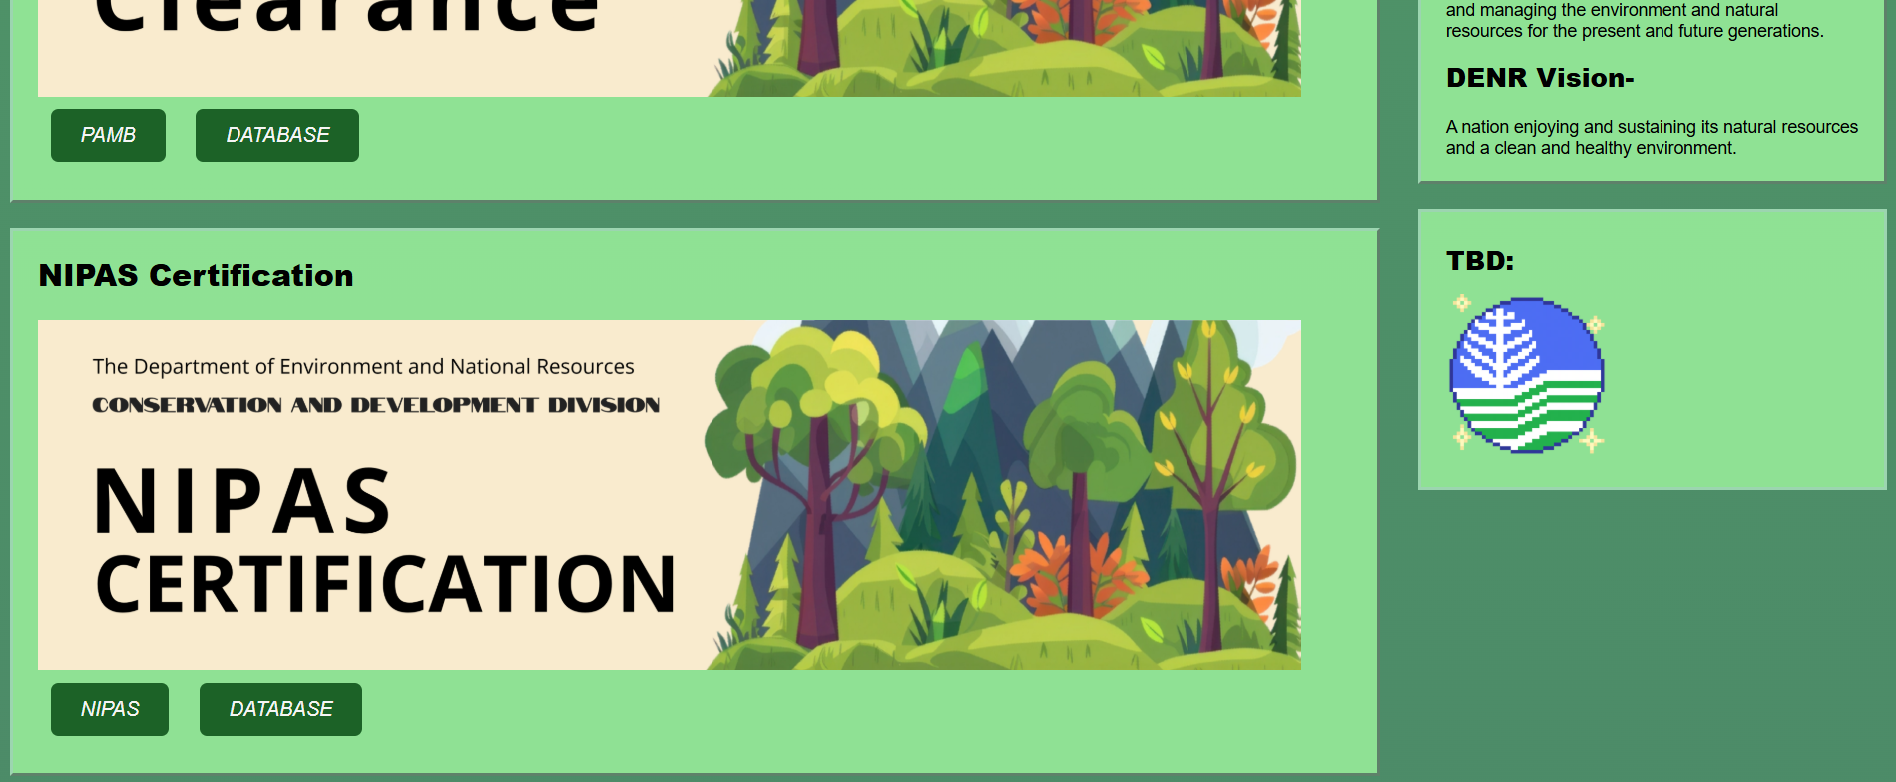 Clearance
PAMB
DATABASE
NIPAS Certification
The Department of Environment and National Resources
CONSERVATION AND DEVELOPMENT DIVISION
NIPAS
CERTIFICATION
NIPAS
DATABASE
and managing the environment and natural
resources for the present and future generations.
DENR Vision-
A nation enjoying and sustaining its natural resources
and a clean and healthy environment.
TBD: